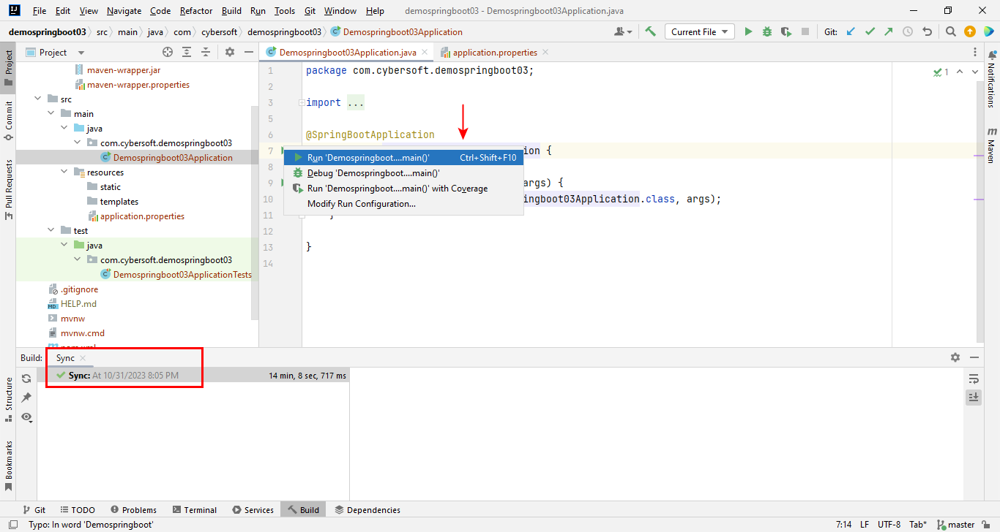 File Edit View Navigate Code Refactor Build Run Tools Git Window Help demospringboot03 - Demospringboot03Application.java
demospringboot03 src main java com cybersoft demospringboot03 Demospringboot03Application Current File Git:
Project
Demospringboot03Application.java application.properties
Project
Commit
Pull Requests
Structure
Bookmarks
maven-wrapper.jar
maven-wrapper.properties
src
main
java
com.cybersoft.demospringboot03
Demospringboot03Application
resources
static
templates
application.properties
test
java
com.cybersoft.demospringboot03
Demospringboot03ApplicationTests
.gitignore
HELP.md
mvnw
mvnw.cmd
pom.xml
1 package com.cybersoft.demospringboot03;
2
3 import ...
5
6 @SpringBootApplication
7 ion {
8
9 args) {
10 ingboot03Application.class, args);
11 }
12
13 }
14
1
Run 'Demospringboot....main()' Ctrl+Shift+F10
Debug 'Demospringboot....main()'
Run 'Demospringboot....main()' with Coverage
Modify Run Configuration...
Notifications
m Maven
Build: Sync
Sync: At 10/31/2023 8:05 PM 14 min, 8 sec, 717 ms
Git TODO Problems Terminal Services Build Dependencies
Typo: In word 'Demospringboot' 7:14 LF UTF-8 Tab* master